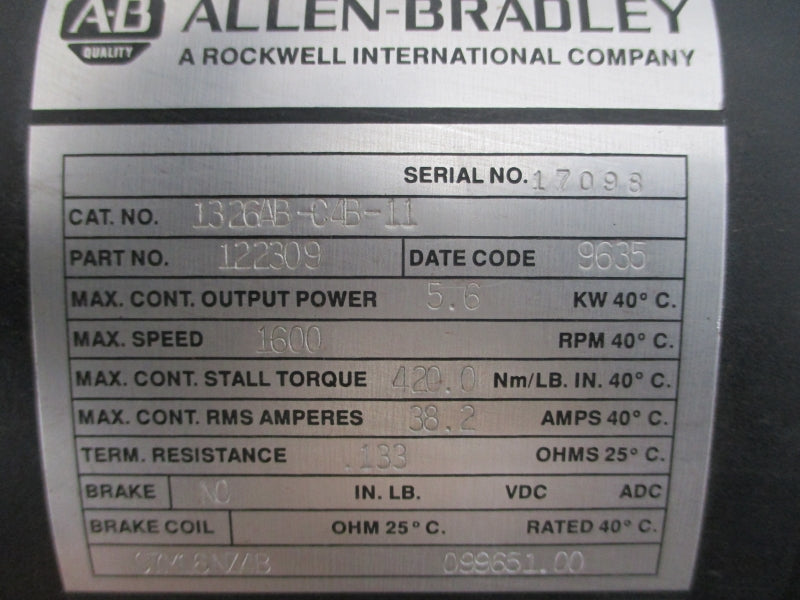 A-B ALLEN-BRADLEY
QUALITY A ROCKWELL INTERNATIONAL COMPANY
SERIAL NO. 17098
CAT. NO. 1326AB-C4B-11
PART NO. 122309 DATE CODE 9635
MAX. CONT. OUTPUT POWER 5.6 KW 40° C.
MAX. SPEED 1600 RPM 40° C.
MAX. CONT. STALL TORQUE 420.0 Nm/LB. IN. 40° C.
MAX. CONT. RMS AMPERES 38.2 AMPS 40° C.
TERM. RESISTANCE .133 OHMS 25° C.
BRAKE NO IN. LB. VDC ADC
BRAKE COIL OHM 25° C. RATED 40° C.
099651.00